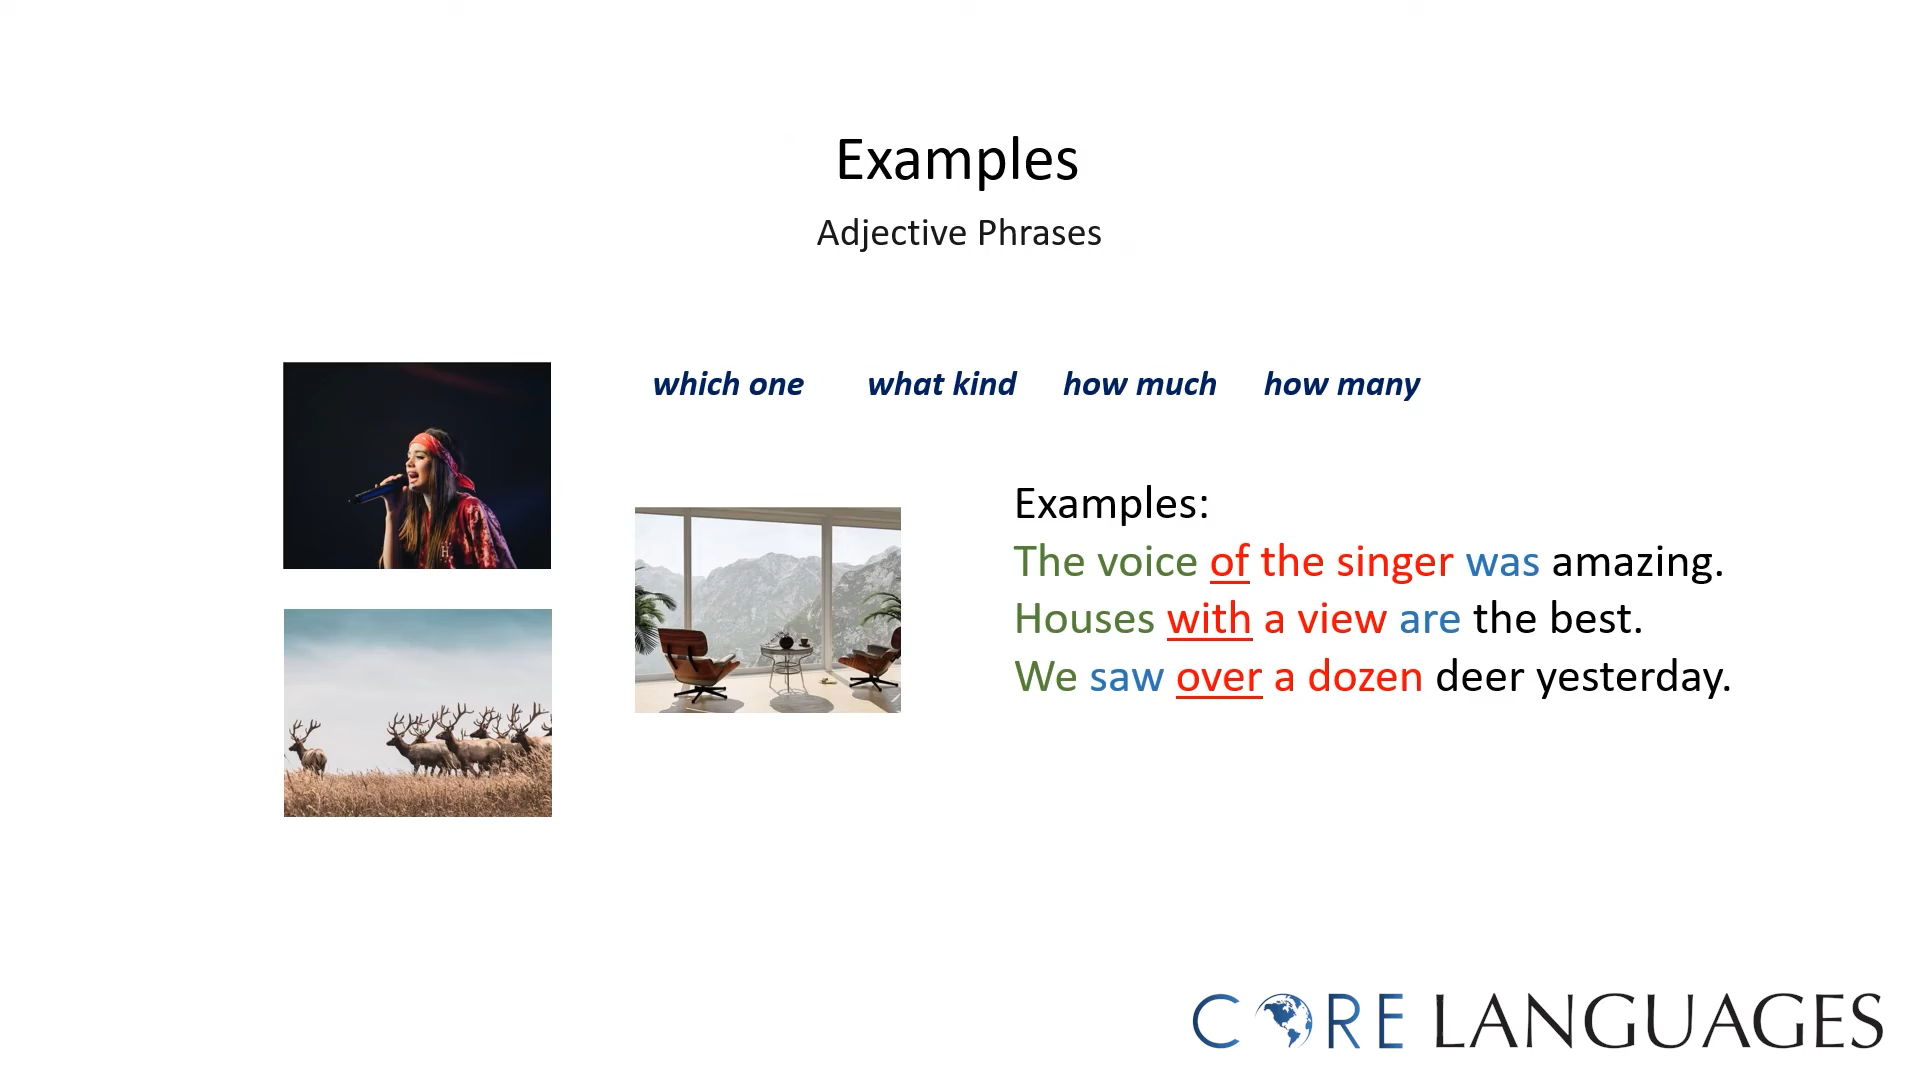 Examples
Adjective Phrases
which one what kind how much how many
Examples:
The voice of the singer was amazing.
Houses with a view are the best.
We saw over a dozen deer yesterday.
H
CORE LANGUAGES